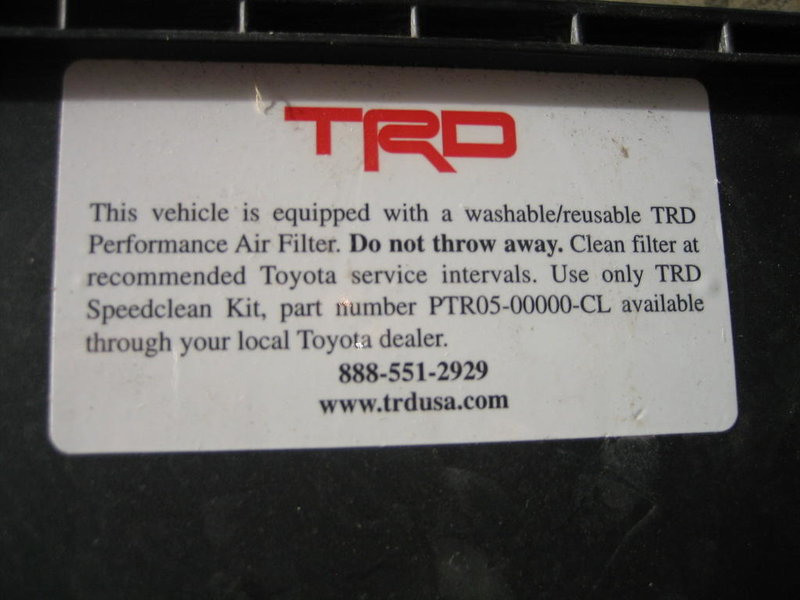 TRD
This vehicle is equipped with a washable/reusable TRD
Performance Air Filter. Do not throw away. Clean filter at
recommended Toyota service intervals. Use only TRD
Speedclean Kit, part number PTR05-00000-CL available
through your local Toyota dealer.
888-551-2929
www.trdusa.com